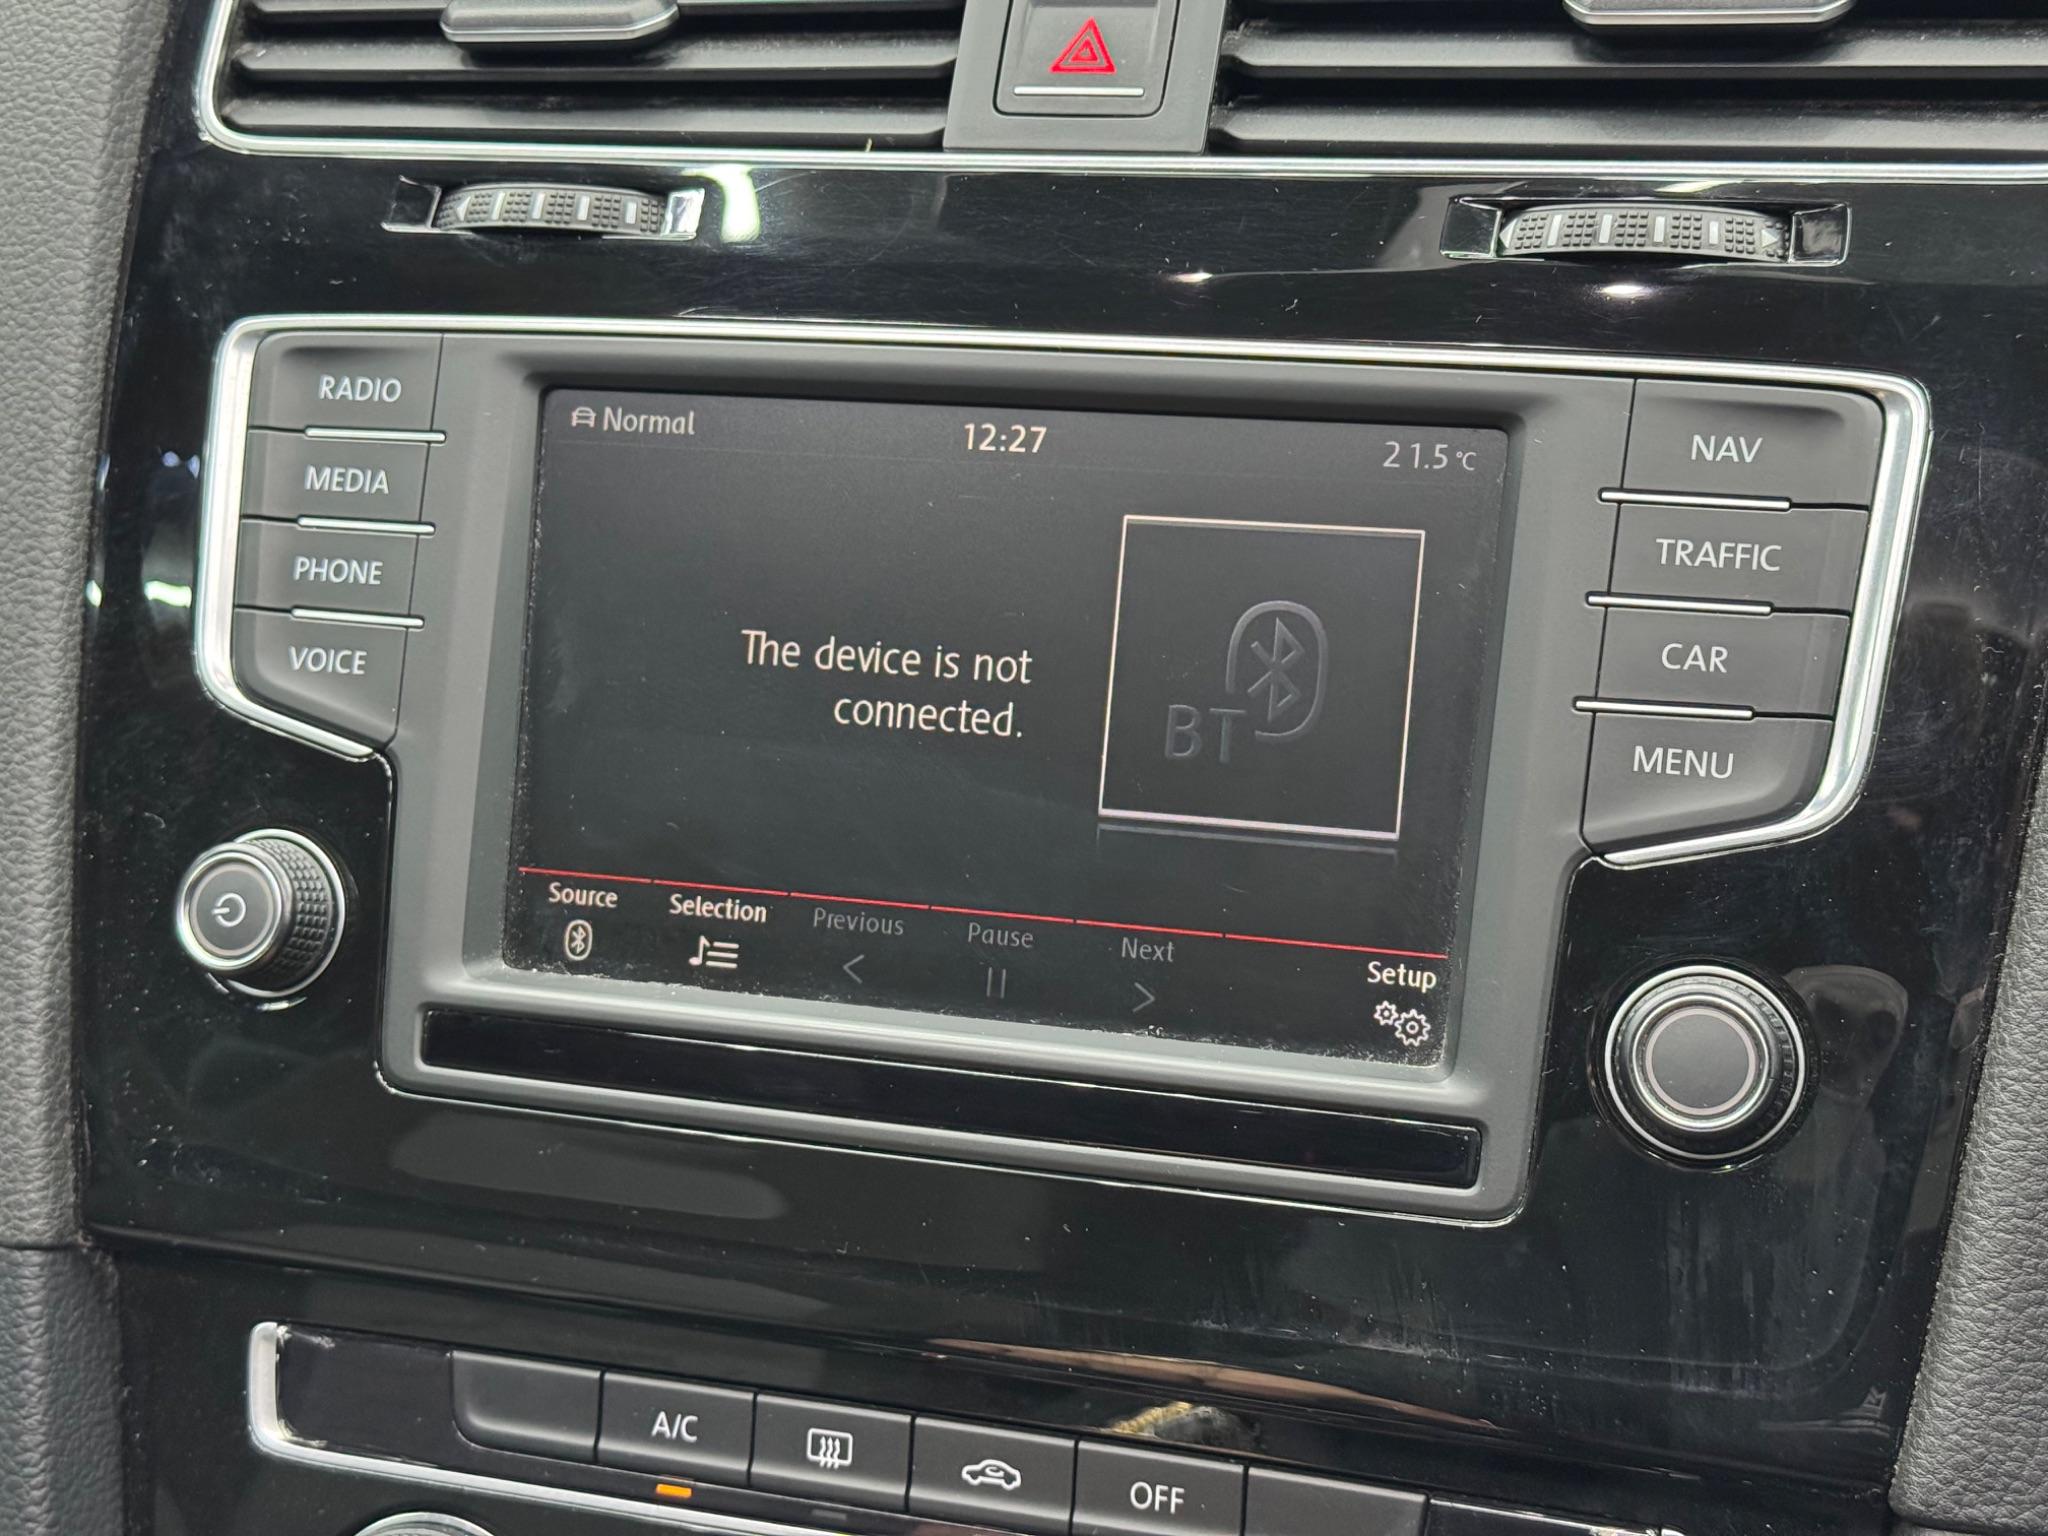 RADIO
MEDIA
PHONE
VOICE
Normal
12:27
21.5 °C
The device is not
connected.
BT
Source
Selection
Previous
Pause
Next
Setup
NAV
TRAFFIC
CAR
MENU
A/C
OFF